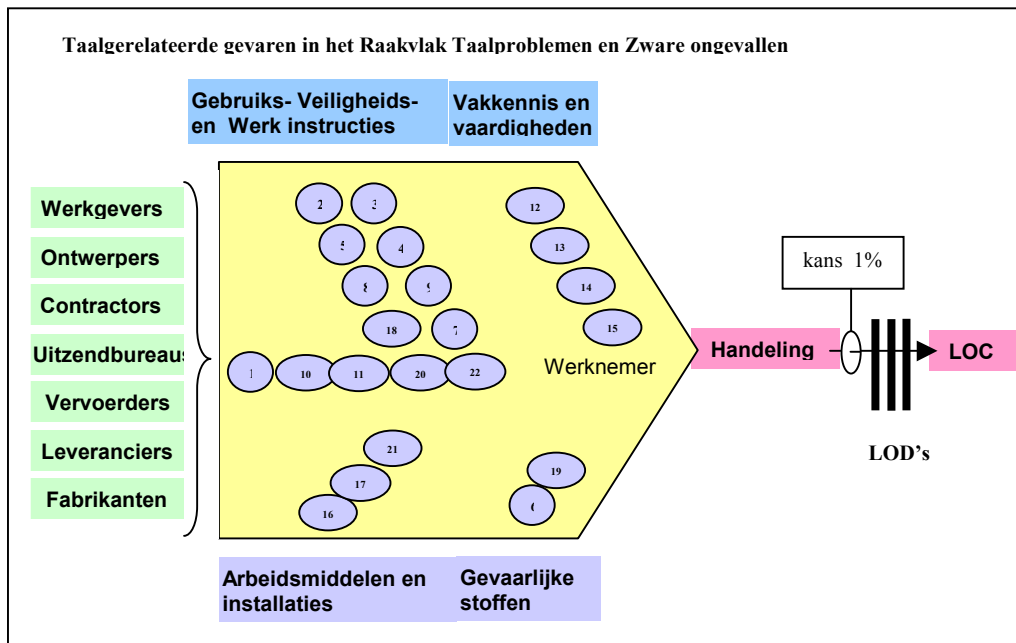 Taalgerelateerde gevaren in het Raakvlak Taalproblemen en Zware ongevallen
Gebruiks- Veiligheids-
en Werk instructies
Vakkennis en
vaardigheden
Werkgevers
Ontwerpers
Contractors
Uitzendbureaus
Vervoerders
Leveranciers
Fabrikanten
2
3
5
4
8
9
18
7
1
10
11
20
22
21
17
16
12
13
14
15
Werknemer
19
6
kans 1%
Handeling
LOC
LOD's
Arbeidsmiddelen en
installaties
Gevaarlijke
stoffen